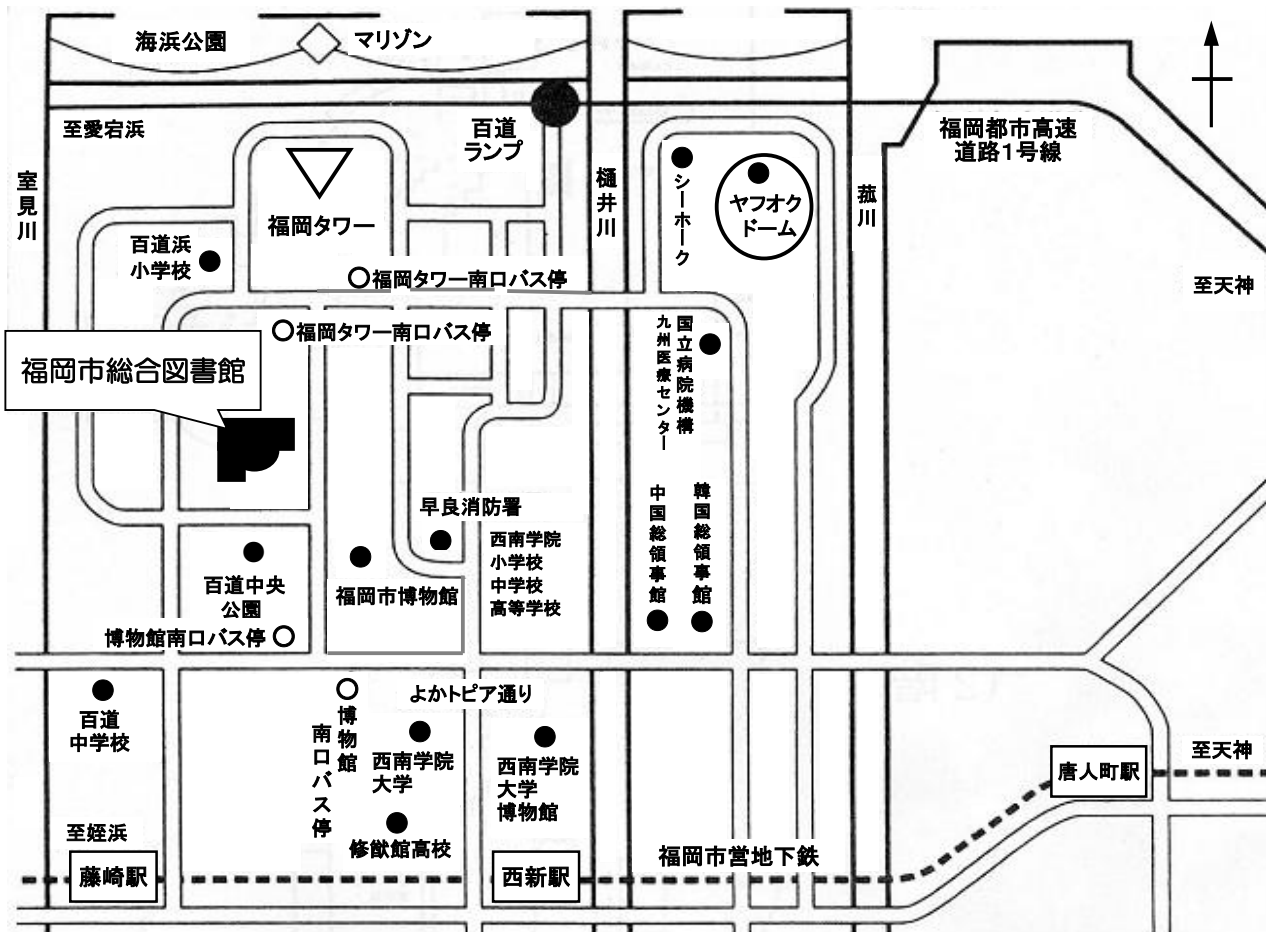 海浜公園
マリゾン
至愛宕浜
百道
ランプ
福岡都市高速
道路1号線
室見川
樋井川
シーホーク
ヤフオク
ドーム
菰川
福岡タワー
百道浜
小学校
至天神
福岡タワー南口バス停
福岡タワー南口バス停
国立病院機構
九州医療センター
福岡市総合図書館
早良消防署
西南学院
小学校
中学校
高等学校
中国総領事館
韓国総領事館
百道中央
公園
福岡市博物館
博物館南口バス停
よかトピア通り
百道
中学校
博物館
南口バス停
西南学院
大学
西南学院
大学
博物館
修猷館高校
至天神
唐人町駅
至姪浜
藤崎駅
西新駅
福岡市営地下鉄